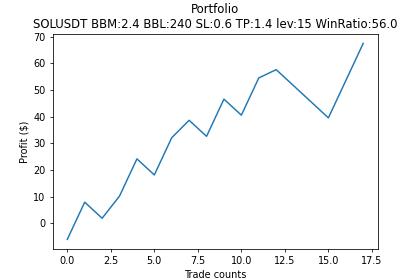 Portfolio
SOLUSDT BBM:2.4 BBL:240 SL:0.6 TP:1.4 lev:15 WinRatio:56.0
70
60
50
40
30
20
10
0
Profit ($)
0.0 2.5 5.0 7.5 10.0 12.5 15.0 17.5
Trade counts